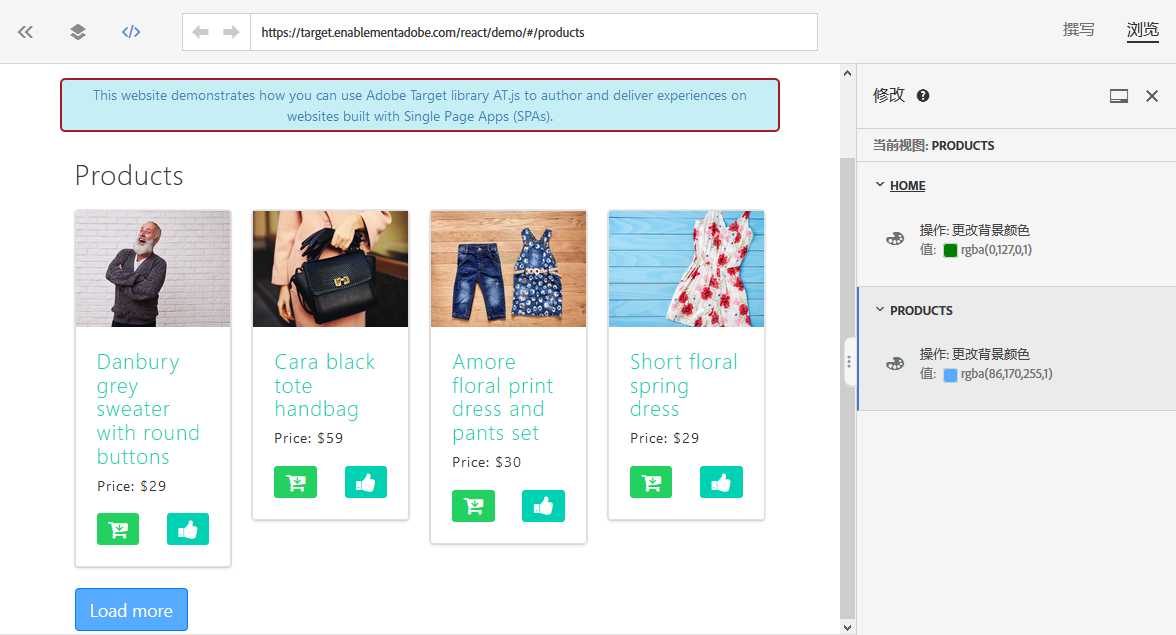 https://target.enablementadobe.com/react/demo/#/products
撰写
浏览
This website demonstrates how you can use Adobe Target library AT.js to author and deliver experiences on
websites built with Single Page Apps (SPAs).
Products
Danbury
grey
sweater
with round
buttons
Price: $29
Cara black
tote
handbag
Price: $59
Amore
floral print
dress and
pants set
Price: $30
Short floral
spring
dress
Price: $29
Load more
修改
当前视图: PRODUCTS
HOME
操作: 更改背景颜色
值: rgba(0,127,0,1)
PRODUCTS
操作: 更改背景颜色
值: rgba(86,170,255,1)